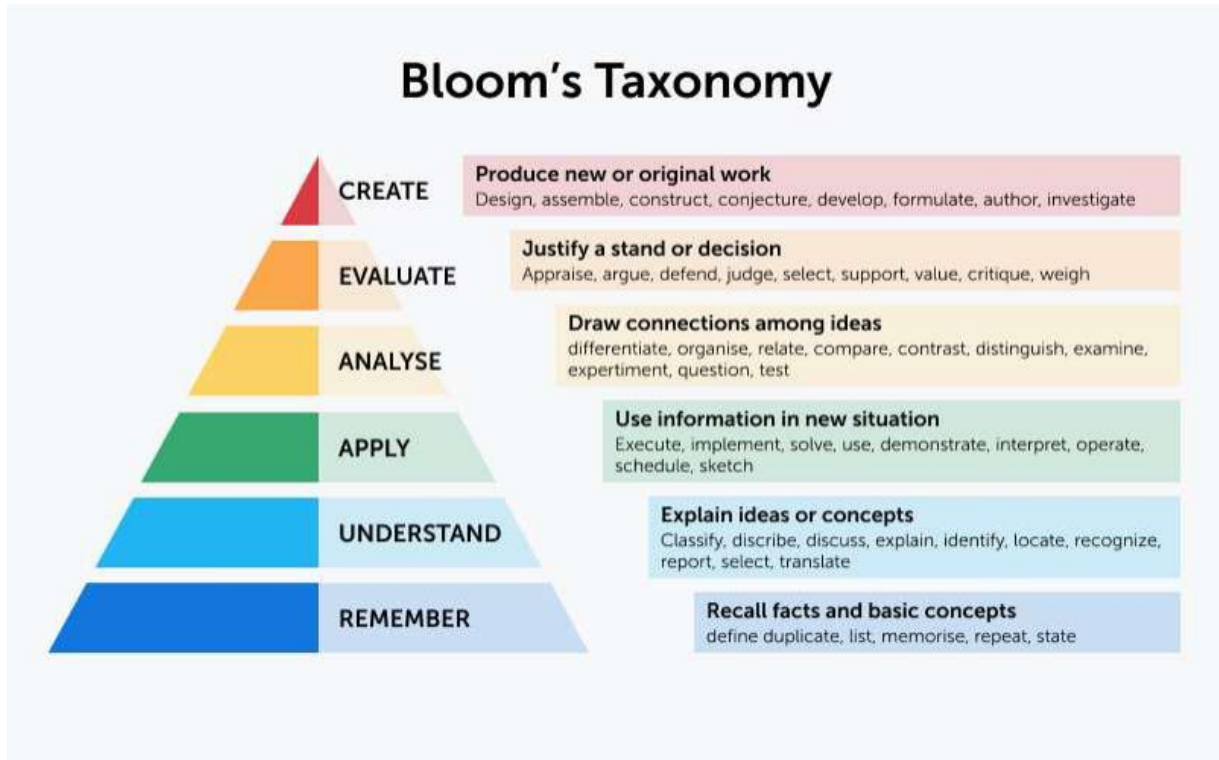 Bloom's Taxonomy
CREATE
Produce new or original work
Design, assemble, construct, conjecture, develop, formulate, author, investigate
EVALUATE
Justify a stand or decision
Appraise, argue, defend, judge, select, support, value, critique, weigh
ANALYSE
Draw connections among ideas
differentiate, organise, relate, compare, contrast, distinguish, examine,
expertiment, question, test
APPLY
Use information in new situation
Execute, implement, solve, use, demonstrate, interpret, operate,
schedule, sketch
UNDERSTAND
Explain ideas or concepts
Classify, discribe, discuss, explain, identify, locate, recognize,
report, select, translate
REMEMBER
Recall facts and basic concepts
define duplicate, list, memorise, repeat, state